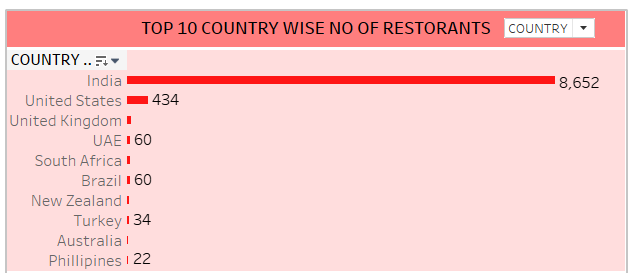 TOP 10 COUNTRY WISE NO OF RESTORANTS COUNTRY
COUNTRY ..
India 8,652
United States 434
United Kingdom
UAE 60
South Africa
Brazil 60
New Zealand
Turkey 34
Australia
Phillipines 22